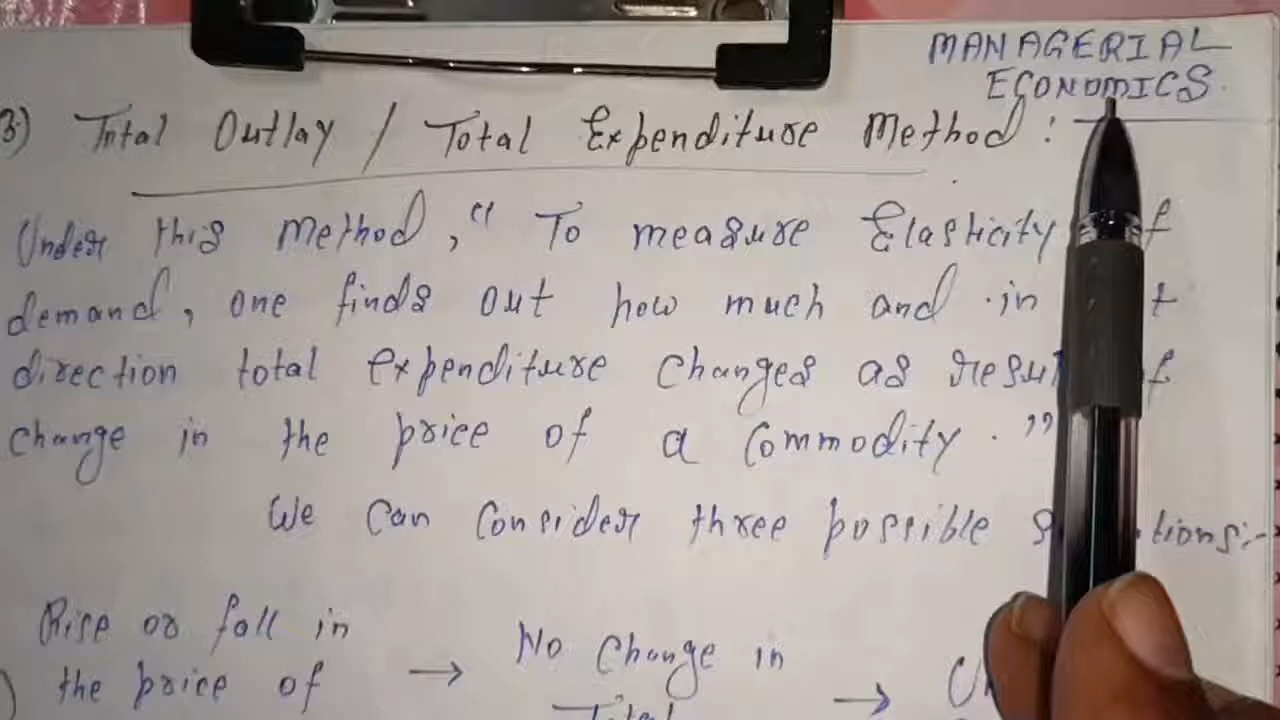 MANAGERIAL
ECONOMICS.
3.) Total Outlay / Total Expenditure Method :
Under this Method, " To measure Elasticity
demand, one finds out how much and in
direction total expenditure changes as
change in the price of a Commodity . "
We can Consider three possible
Rise or fall in
the price of → No Change in →
Total